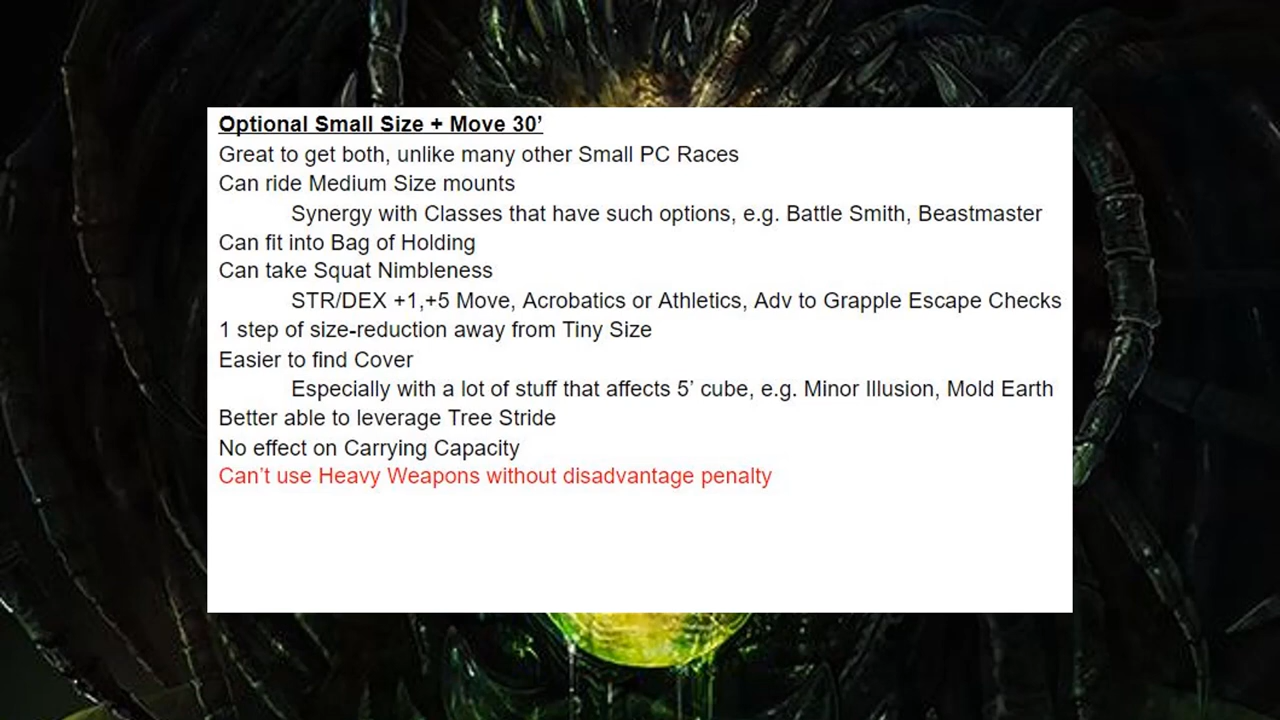 Optional Small Size + Move 30’
Great to get both, unlike many other Small PC Races
Can ride Medium Size mounts
Synergy with Classes that have such options, e.g. Battle Smith, Beastmaster
Can fit into Bag of Holding
Can take Squat Nimbleness
STR/DEX +1,+5 Move, Acrobatics or Athletics, Adv to Grapple Escape Checks
1 step of size-reduction away from Tiny Size
Easier to find Cover
Especially with a lot of stuff that affects 5’ cube, e.g. Minor Illusion, Mold Earth
Better able to leverage Tree Stride
No effect on Carrying Capacity
Can’t use Heavy Weapons without disadvantage penalty